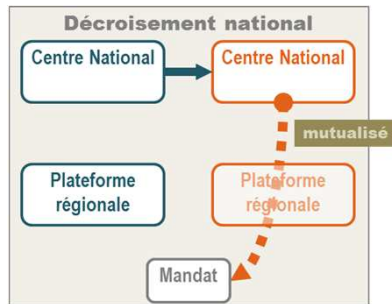 Décroisement national
Centre National
Centre National
mutualisé
Plateforme
régionale
Plateforme
régionale
Mandat